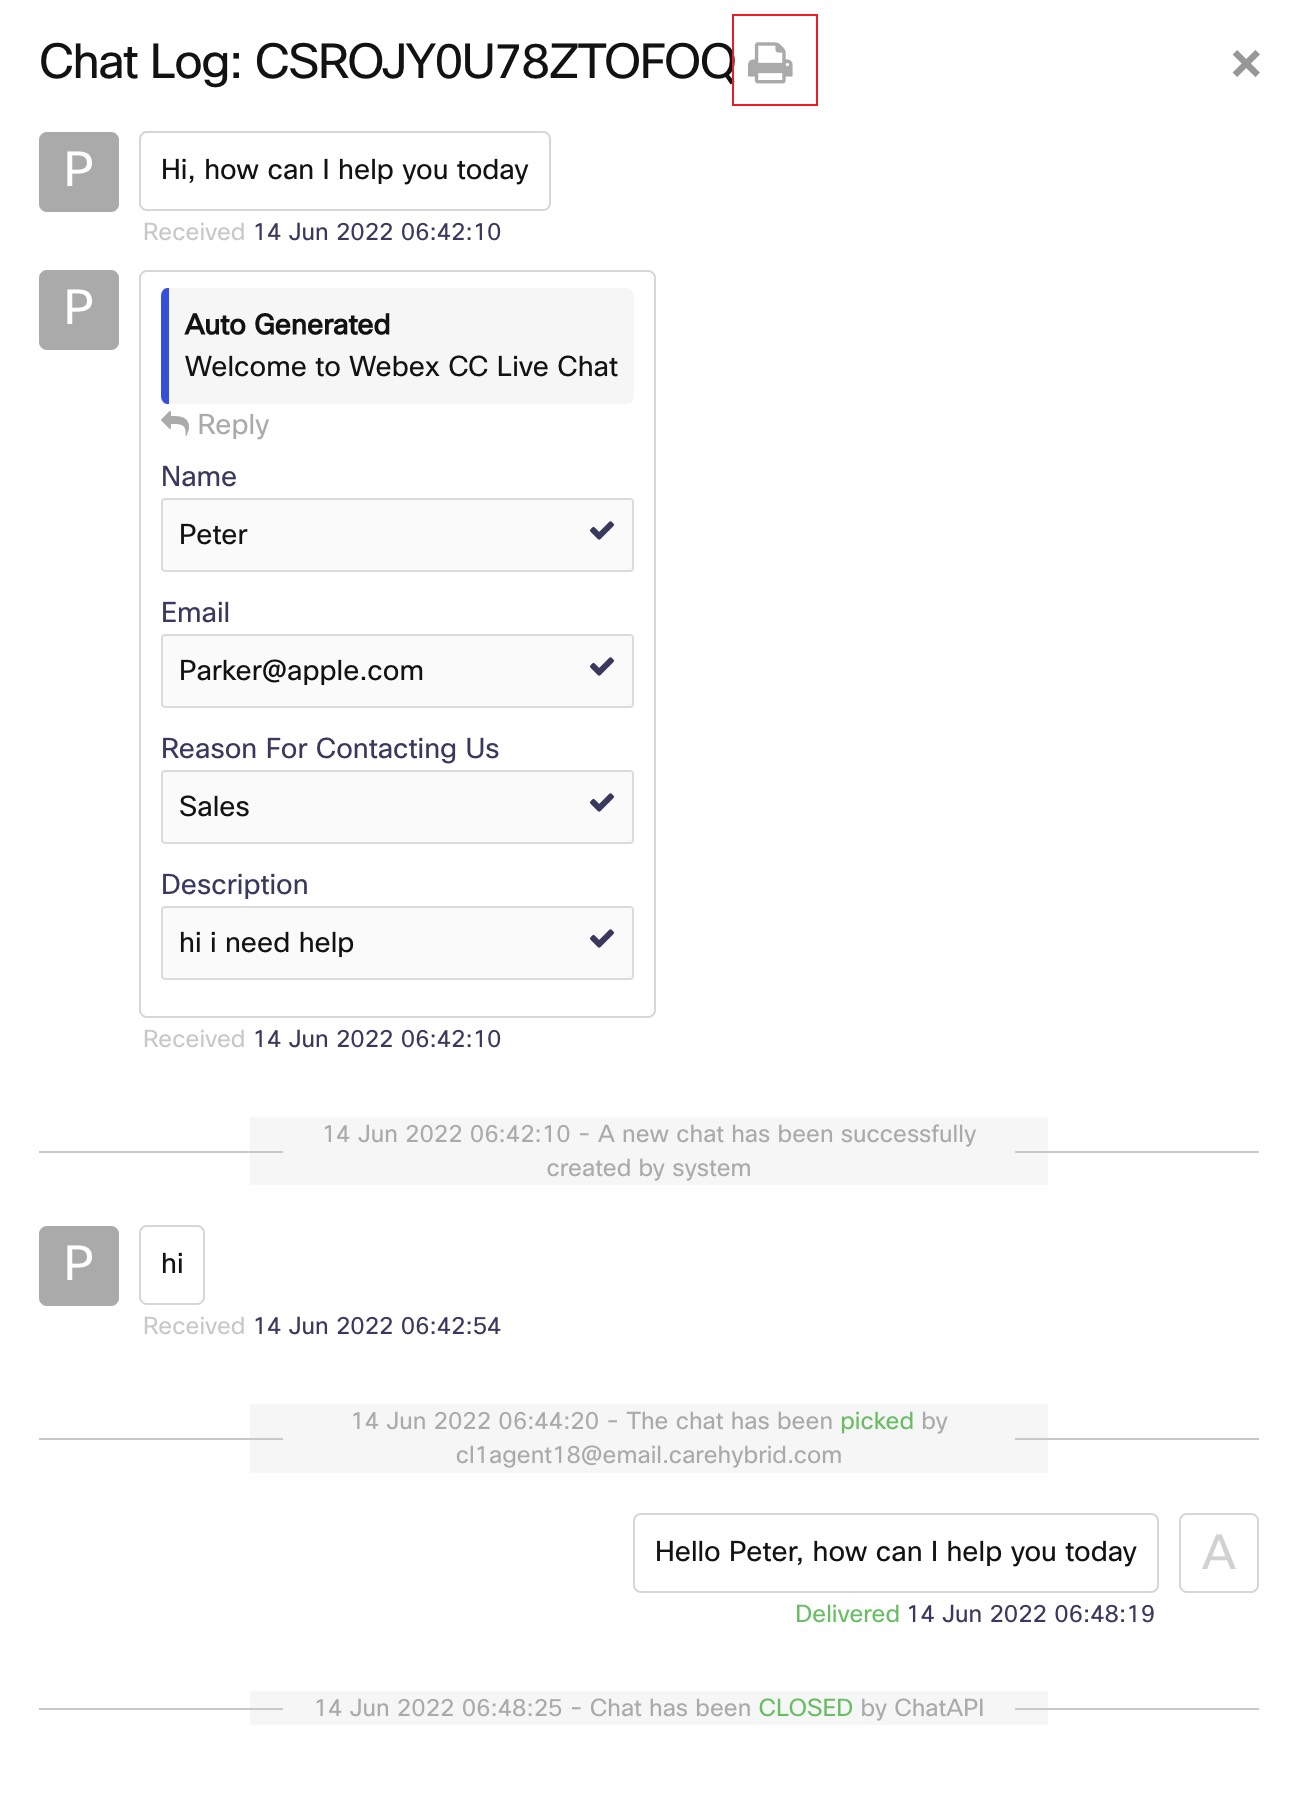 Chat Log: CSROJY0U78ZTOFOQ
P
Hi, how can I help you today
Received 14 Jun 2022 06:42:10
P
Auto Generated
Welcome to Webex CC Live Chat
Reply
Name
Peter
Email
Parker@apple.com
Reason For Contacting Us
Sales
Description
hi i need help
Received 14 Jun 2022 06:42:10
14 Jun 2022 06:42:10 - A new chat has been successfully
created by system
P
hi
Received 14 Jun 2022 06:42:54
14 Jun 2022 06:44:20 - The chat has been picked by
cl1agent18@email.carehybrid.com
Hello Peter, how can I help you today
A
Delivered 14 Jun 2022 06:48:19
14 Jun 2022 06:48:25 - Chat has been CLOSED by ChatAPI